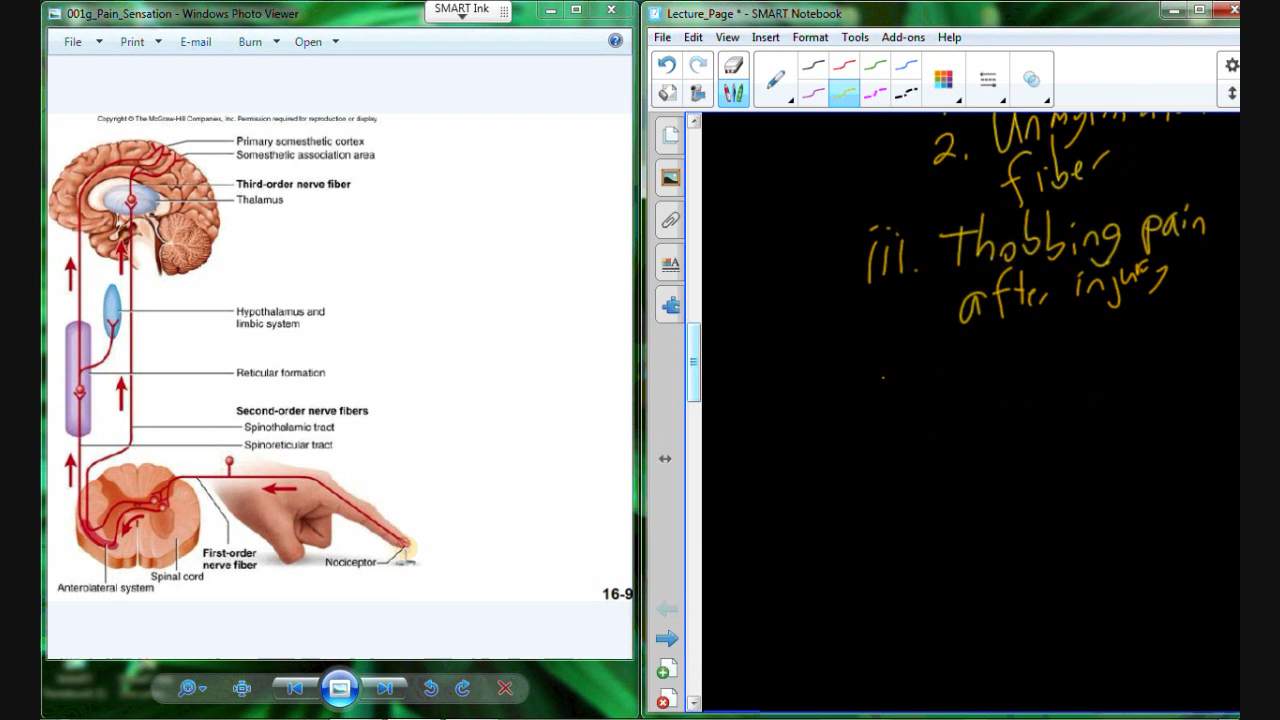 001g_Pain_Sensation - Windows Photo Viewer
SMART Ink
File Print E-mail Burn Open
Copyright © The McGraw-Hill Companies, Inc. Permission required for reproduction or display.
Primary somesthetic cortex
Somesthetic association area
Third-order nerve fiber
Thalamus
Hypothalamus and
limbic system
Reticular formation
Second-order nerve fibers
Spinothalamic tract
Spinoreticular tract
First-order
nerve fiber
Nociceptor
Spinal cord
Anterolateral system
16-9
Lecture_Page * - SMART Notebook
File Edit View Insert Format Tools Add-ons Help
2.
fiber
iii. Thobbing pain
after injury